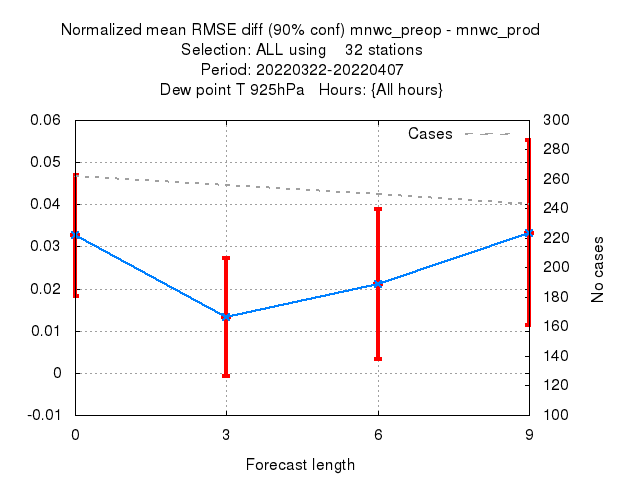 Normalized mean RMSE diff (90% conf) mnwc_preop - mnwc_prod
Selection: ALL using    32 stations
Period: 20220322-20220407
Dew point T 925hPa   Hours: {All hours}
Cases
0.06
0.05
0.04
0.03
0.02
0.01
0
-0.01
300
280
260
240
220
200
180
160
140
120
100
No cases
0 3 6 9
Forecast length